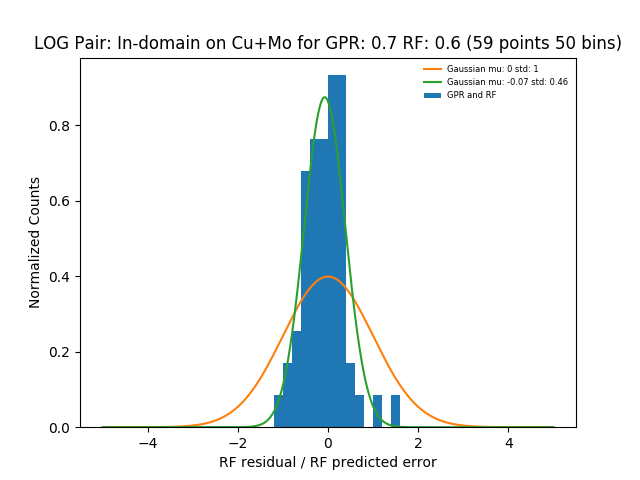 LOG Pair: In-domain on Cu+Mo for GPR: 0.7 RF: 0.6 (59 points 50 bins)
Gaussian mu: 0 std: 1
Gaussian mu: -0.07 std: 0.46
GPR and RF
Normalized Counts
0.8
0.6
0.4
0.2
0.0
−4 −2 0 2 4
RF residual / RF predicted error